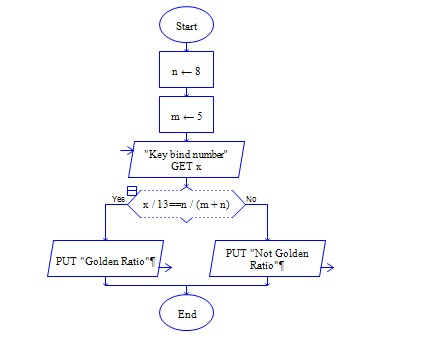 Start
n ← 8
m ← 5
"Key bind number"
GET x
Yes
x / 13==n / (m + n)
No
PUT "Golden Ratio"¶
PUT "Not Golden
Ratio"¶
End